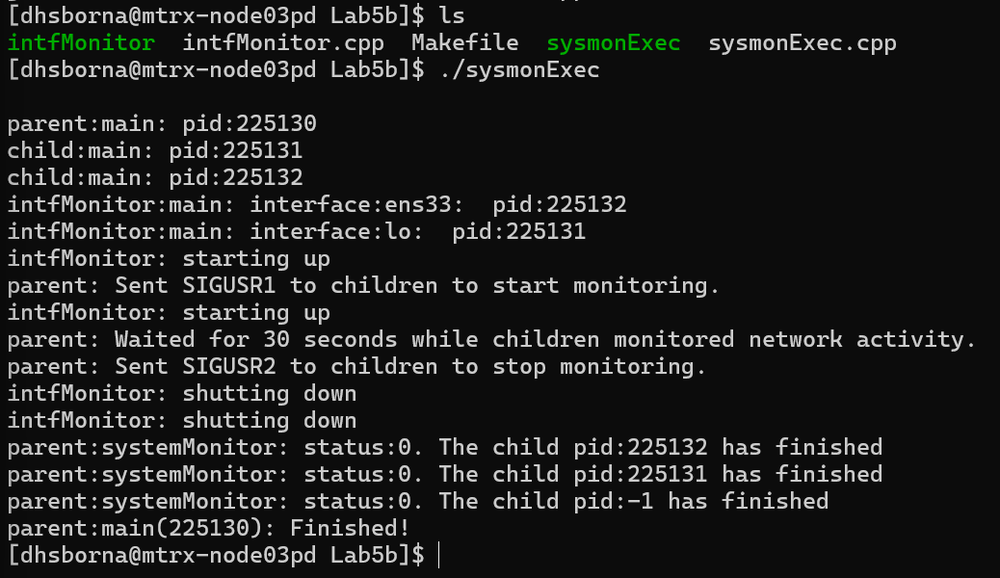 [dhsborna@mtrx-node03pd Lab5b]$ ls
intfMonitor  intfMonitor.cpp  Makefile  sysmonExec  sysmonExec.cpp
[dhsborna@mtrx-node03pd Lab5b]$ ./sysmonExec
parent:main: pid:225130
child:main: pid:225131
child:main: pid:225132
intfMonitor:main: interface:ens33:  pid:225132
intfMonitor:main: interface:lo:  pid:225131
intfMonitor: starting up
parent: Sent SIGUSR1 to children to start monitoring.
intfMonitor: starting up
parent: Waited for 30 seconds while children monitored network activity.
parent: Sent SIGUSR2 to children to stop monitoring.
intfMonitor: shutting down
intfMonitor: shutting down
parent:systemMonitor: status:0. The child pid:225132 has finished
parent:systemMonitor: status:0. The child pid:225131 has finished
parent:systemMonitor: status:0. The child pid:-1 has finished
parent:main(225130): Finished!
[dhsborna@mtrx-node03pd Lab5b]$